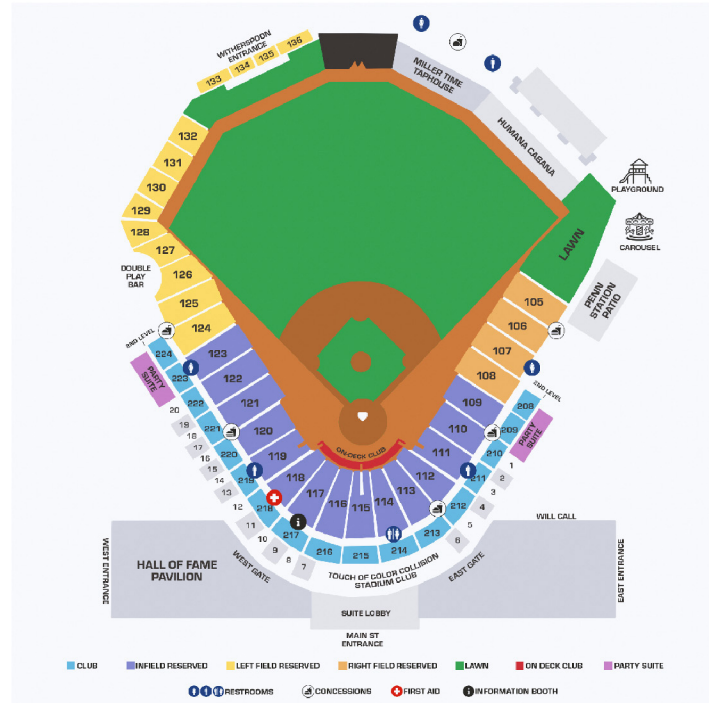 WITHERSPOON
ENTRANCE
133
134
135
136
MILLER TIME
TAPHOUSE
HUMANA CABANA
PLAYGROUND
CAROUSEL
LAWN
PENN
STATION
PATIO
132
131
130
129
128
127
126
125
124
DOUBLE
PLAY
BAR
105
106
107
108
2ND LEVEL
224
223
222
221
220
219
218
217
216
215
214
213
212
211
210
209
208
2ND LEVEL
PARTY
SUITE
PARTY
SUITE
123
122
121
120
119
118
117
116
115
114
113
112
111
110
109
ON DECK CLUB
20
19
18
17
16
15
14
13
12
11
10
9
8
7
6
5
4
3
2
1
WILL CALL
WEST ENTRANCE
HALL OF FAME
PAVILION
WEST GATE
TOUCH OF COLOR COLLISION
STADIUM CLUB
EAST GATE
EAST ENTRANCE
SUITE LOBBY
MAIN ST
ENTRANCE
CLUB INFIELD RESERVED LEFT FIELD RESERVED RIGHT FIELD RESERVED LAWN ON DECK CLUB PARTY SUITE
RESTROOMS CONCESSIONS FIRST AID i INFORMATION BOOTH